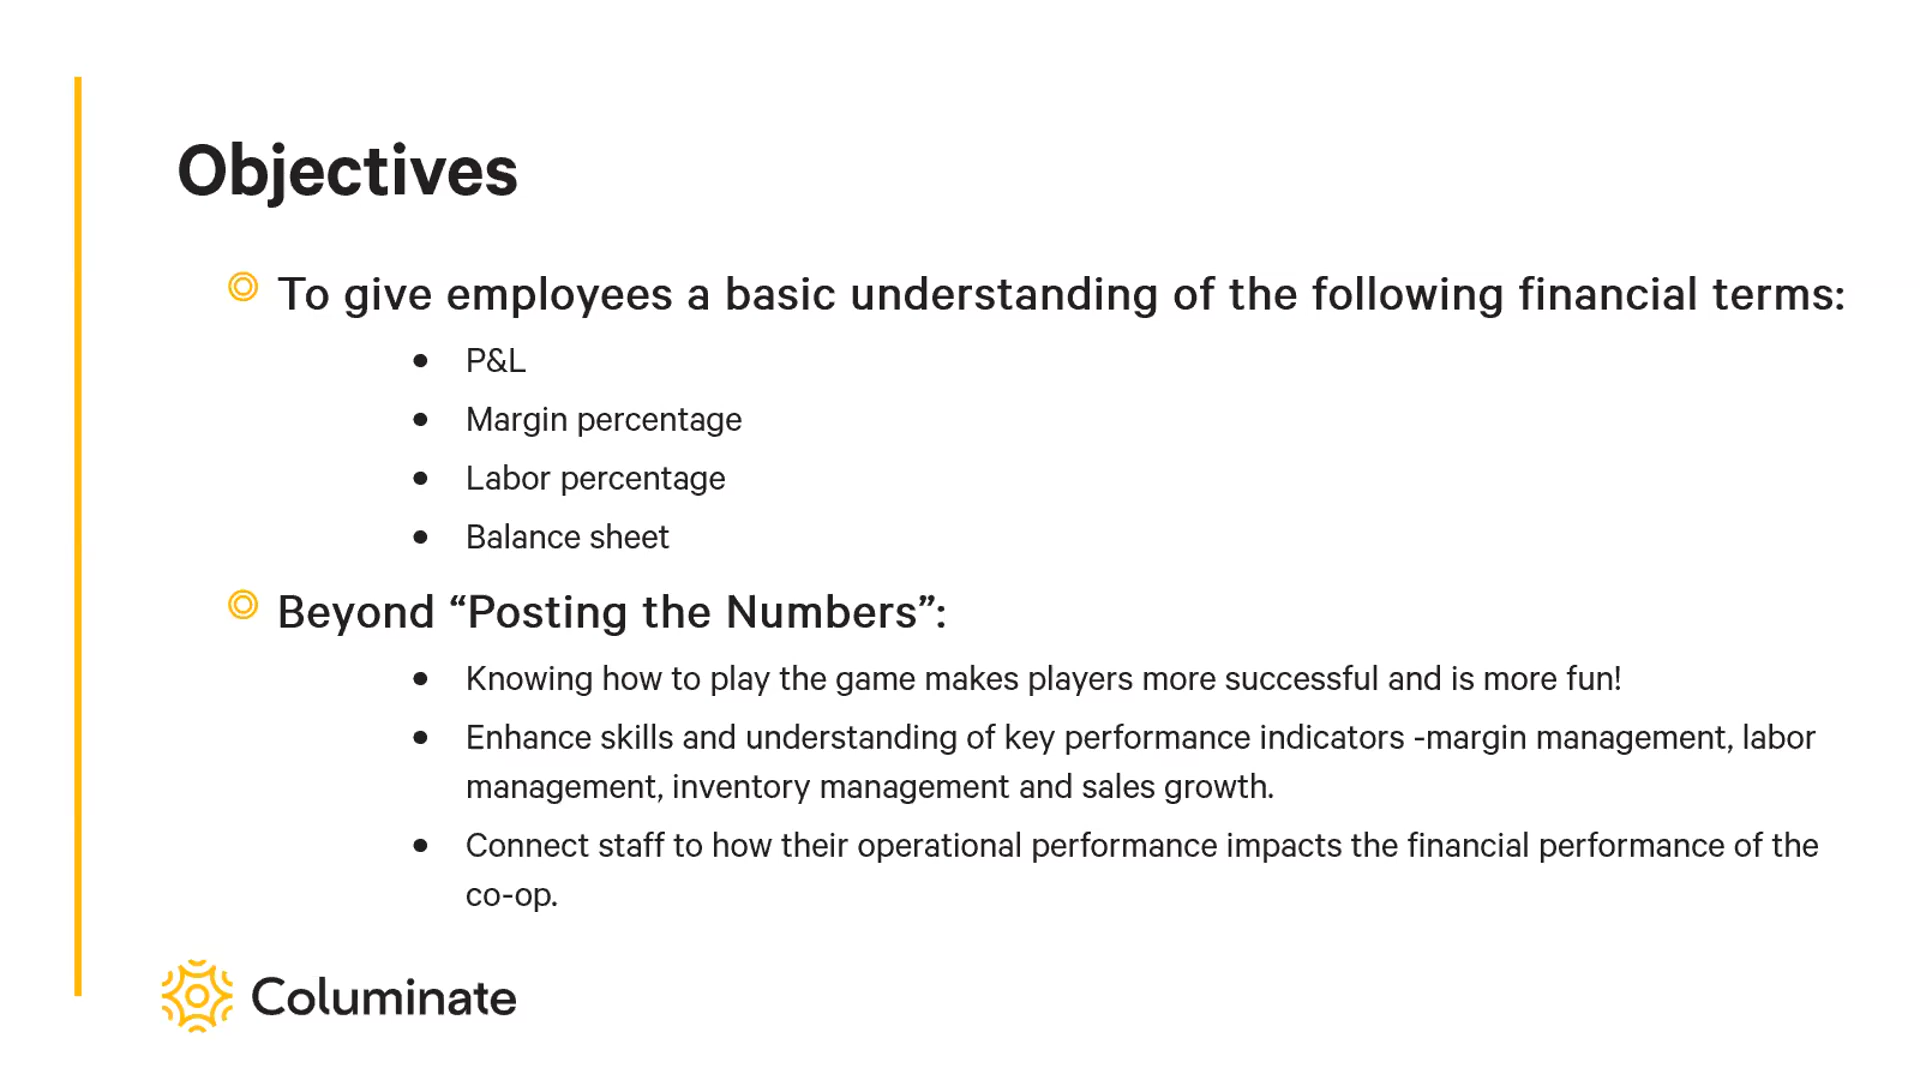 Objectives
To give employees a basic understanding of the following financial terms:
• P&L
• Margin percentage
• Labor percentage
• Balance sheet
Beyond “Posting the Numbers”:
• Knowing how to play the game makes players more successful and is more fun!
• Enhance skills and understanding of key performance indicators -margin management, labor
management, inventory management and sales growth.
• Connect staff to how their operational performance impacts the financial performance of the
co-op.
Columinate